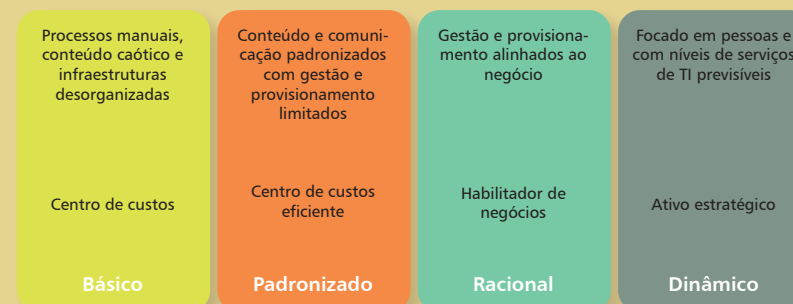 Processos manuais,
conteúdo caótico e
infraestruturas
desorganizadas
Centro de custos
Básico
Conteúdo e comuni-
cação padronizados
com gestão e
provisionamento
limitados
Centro de custos
eficiente
Padronizado
Gestão e provisiona-
mento alinhados ao
negócio
Habilitador de
negócios
Racional
Focado em pessoas e
com níveis de serviços
de TI previsíveis
Ativo estratégico
Dinâmico